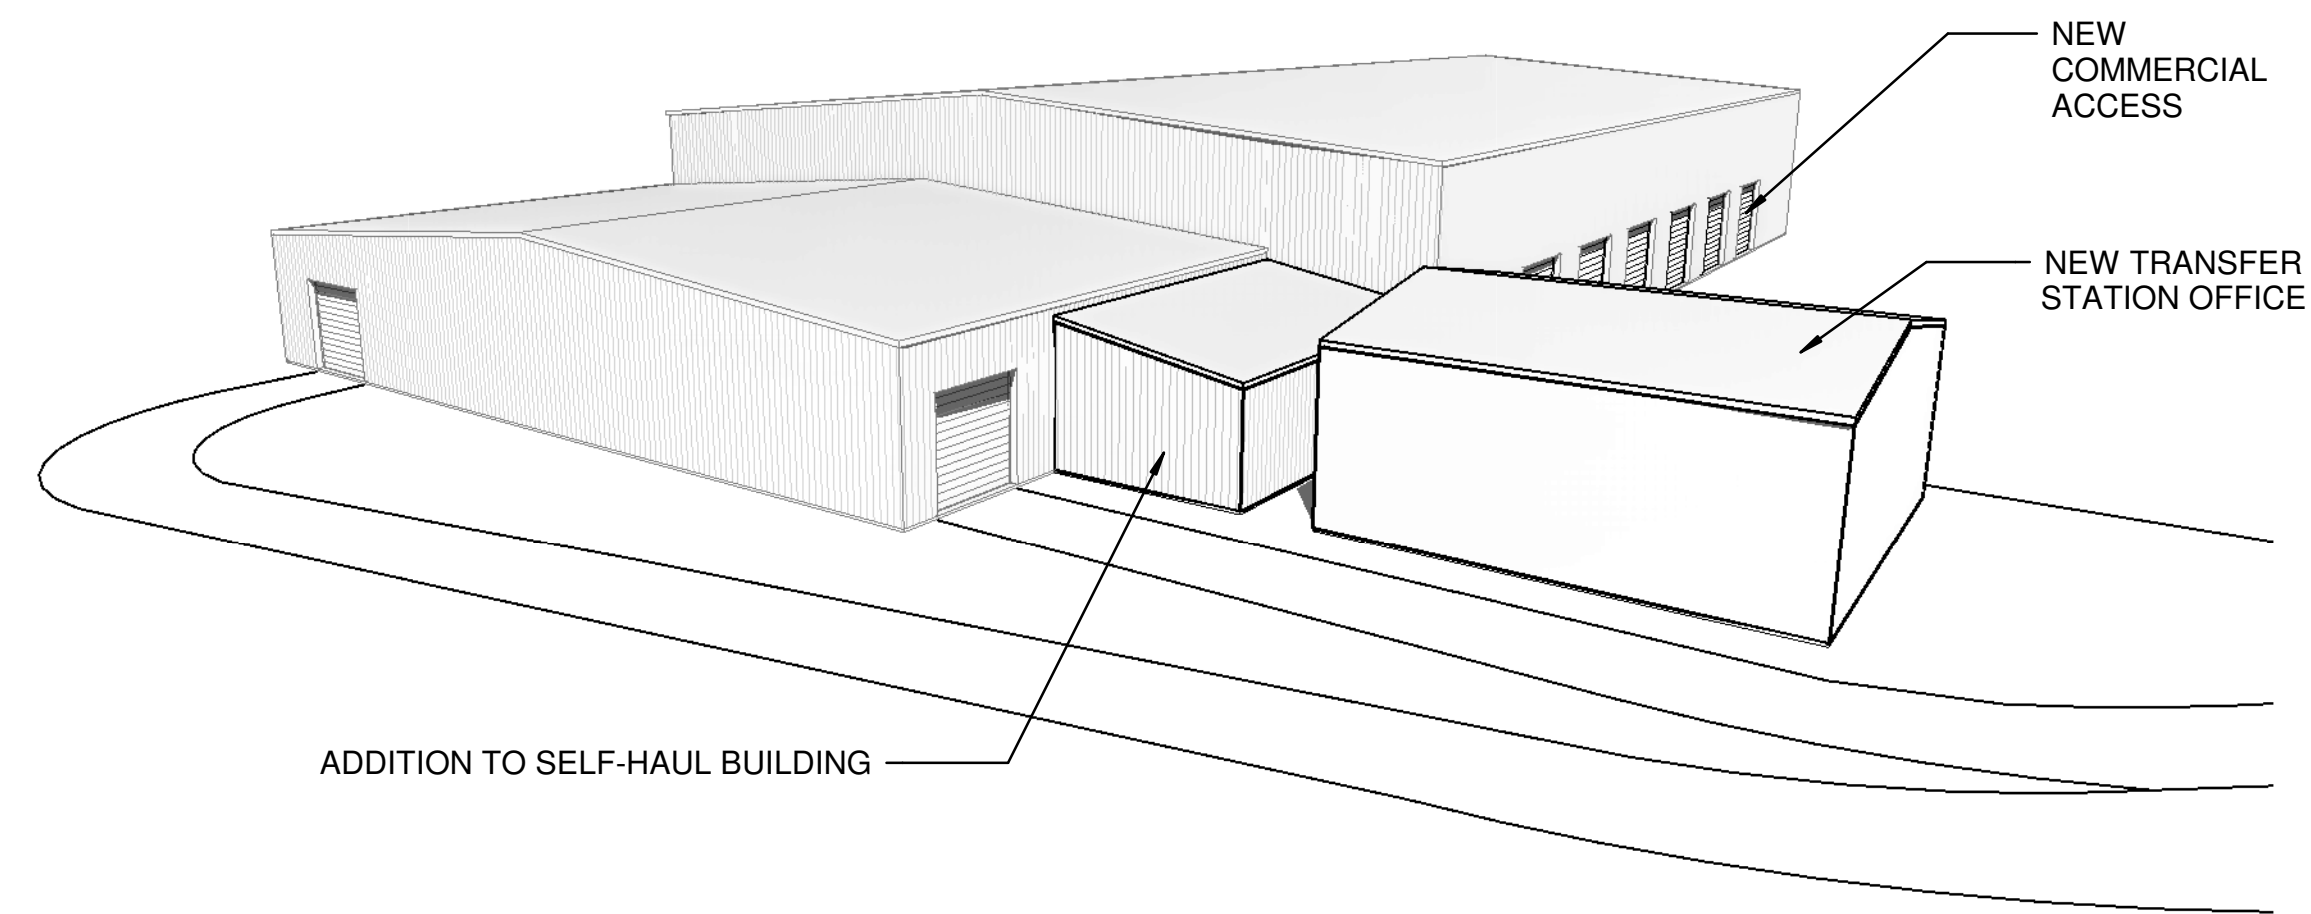 NEW
COMMERCIAL
ACCESS
NEW TRANSFER
STATION OFFICE
ADDITION TO SELF-HAUL BUILDING